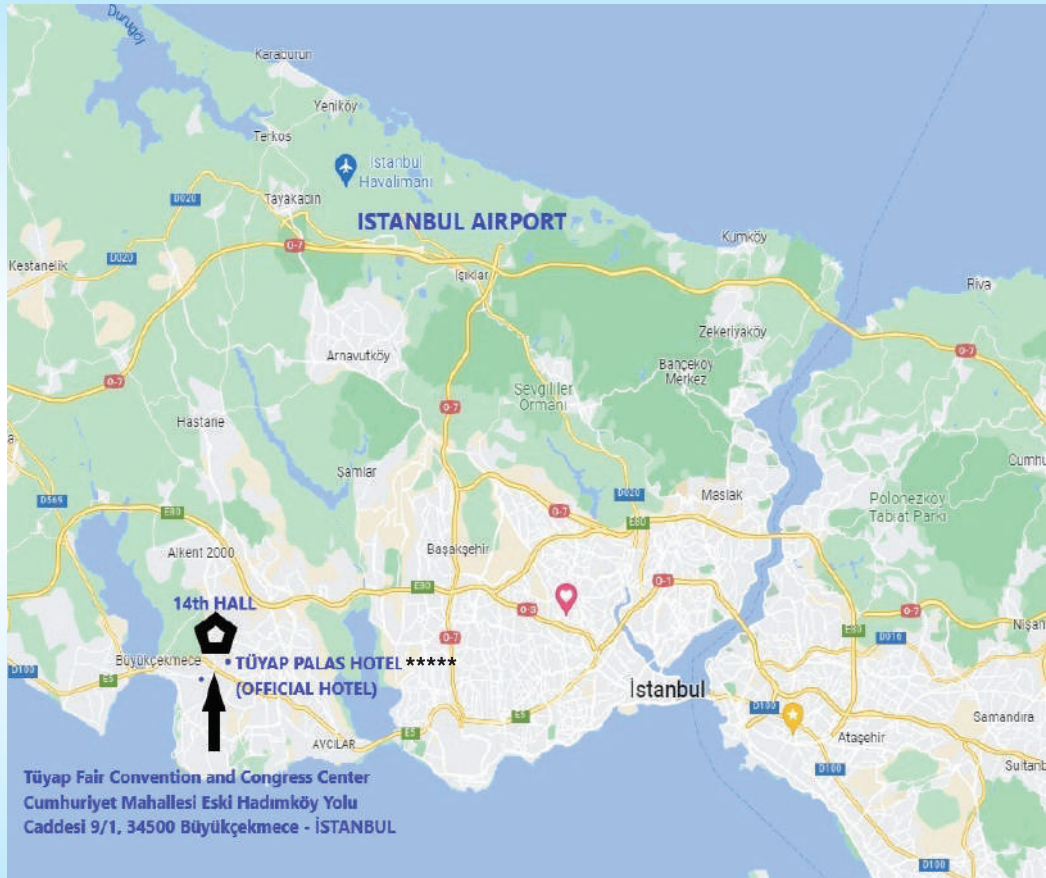 Durugöl
Karaburun
Yeniköy
Terkos
İstanbul
Havalimanı
D020
Tayakadın
ISTANBUL AIRPORT
Kumköy
O-7
D020
Kestanelik
Işıklar
Riva
Zekeriyaköy
Arnavutköy
O-7
Bahçeköy
Merkez
O-7
Sevgililer
Ormanı
O-7
Hastane
a
Cumhu
Şamlar
D569
D020
Maslak
Polonezköy
Tabiat Parkı
E80
O-7
E80
Alkent 2000
Başakşehir
E80
O-1
14th HALL
O-3
O-7
Nişan
E80
D016
O-7
Büyükçekmece
TÜYAP PALAS HOTEL *****
(OFFICIAL HOTEL)
D100
E5
İstanbul
D100
E5
Samandıra
AVCILAR
E5
Ataşehir
Sultanb
D100
Tüyap Fair Convention and Congress Center
Cumhuriyet Mahallesi Eski Hadımköy Yolu
Caddesi 9/1, 34500 Büyükçekmece - İSTANBUL
D100